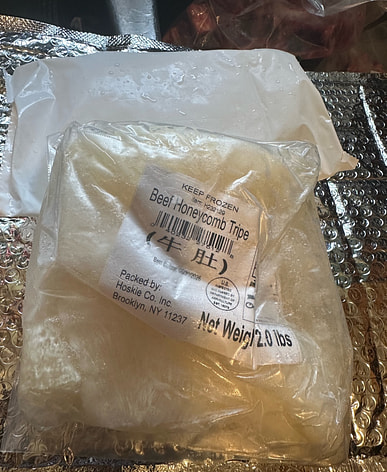 KEEP FROZEN
Beef Honeycomb Tripe
(牛肚)
Packed by:
Hoskie Co. Inc.
Brooklyn, NY 11237
Net Weigh 2.0 lbs